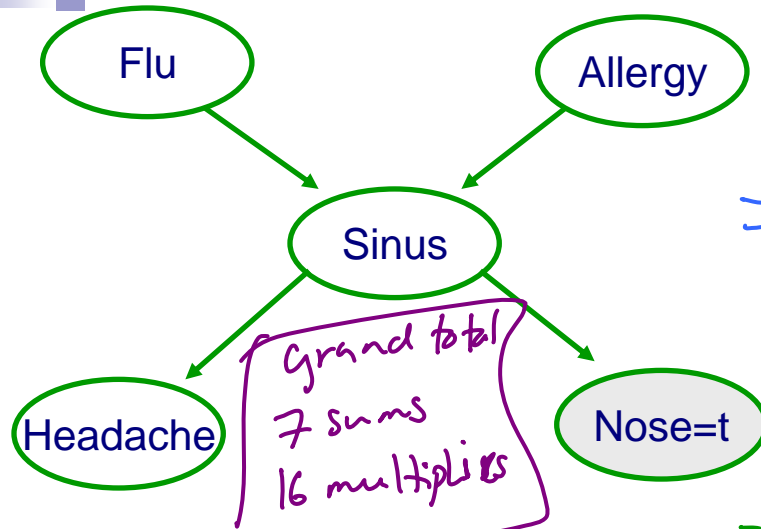 Flu
Allergy
Sinus
Grand total
7 sums
16 multiplies
Headache
Nose=t